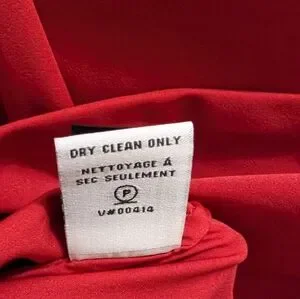 DRY CLEAN ONLY
NETTOYAGE À
SEC SEULEMENT
P
V#00414